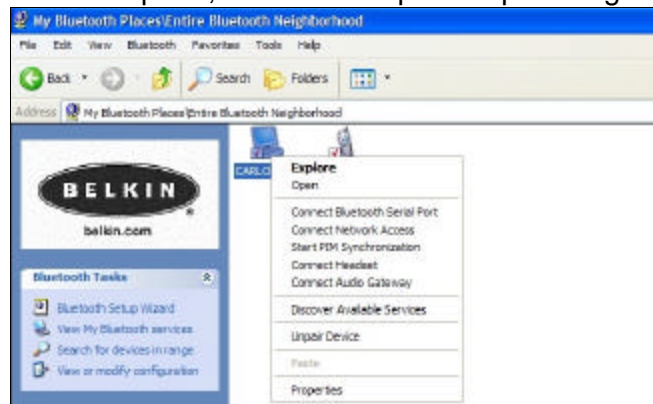 My Bluetooth Places\Entire Bluetooth Neighborhood
File Edit View Bluetooth Favorites Tools Help
Back Search Folders
Address My Bluetooth Places\Entire Bluetooth Neighborhood
BELKIN
belkin.com
CARLO
Explore
Open
Connect Bluetooth Serial Port
Connect Network Access
Start PIM Synchronization
Connect Headset
Connect Audio Gateway
Discover Available Services
Unpair Device
Paste
Properties
Bluetooth Tasks
Bluetooth Setup Wizard
View My Bluetooth services
Search for devices in range
View or modify configuration